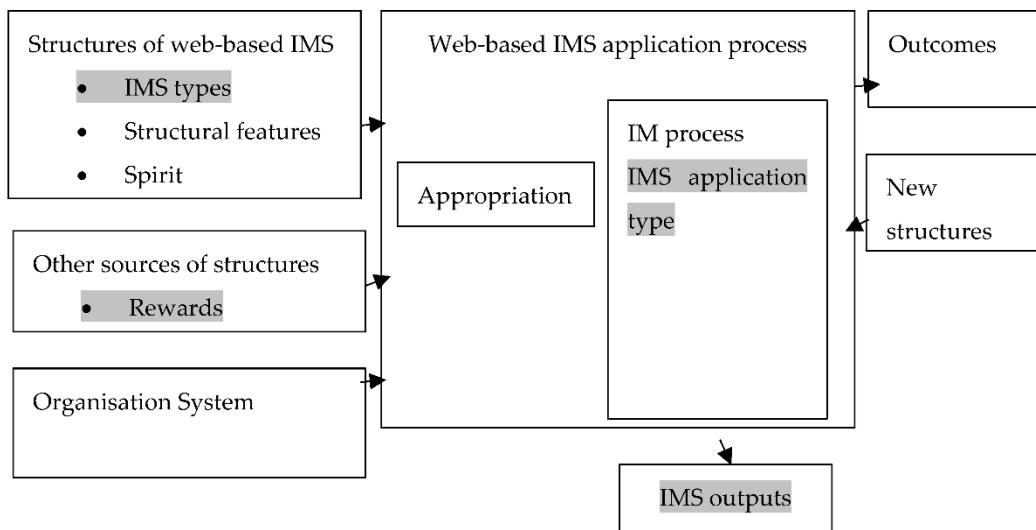 Structures of web-based IMS
• IMS types
• Structural features
• Spirit
Other sources of structures
• Rewards
Organisation System
Web-based IMS application process
Appropriation
IM process
IMS application
type
Outcomes
New
structures
IMS outputs